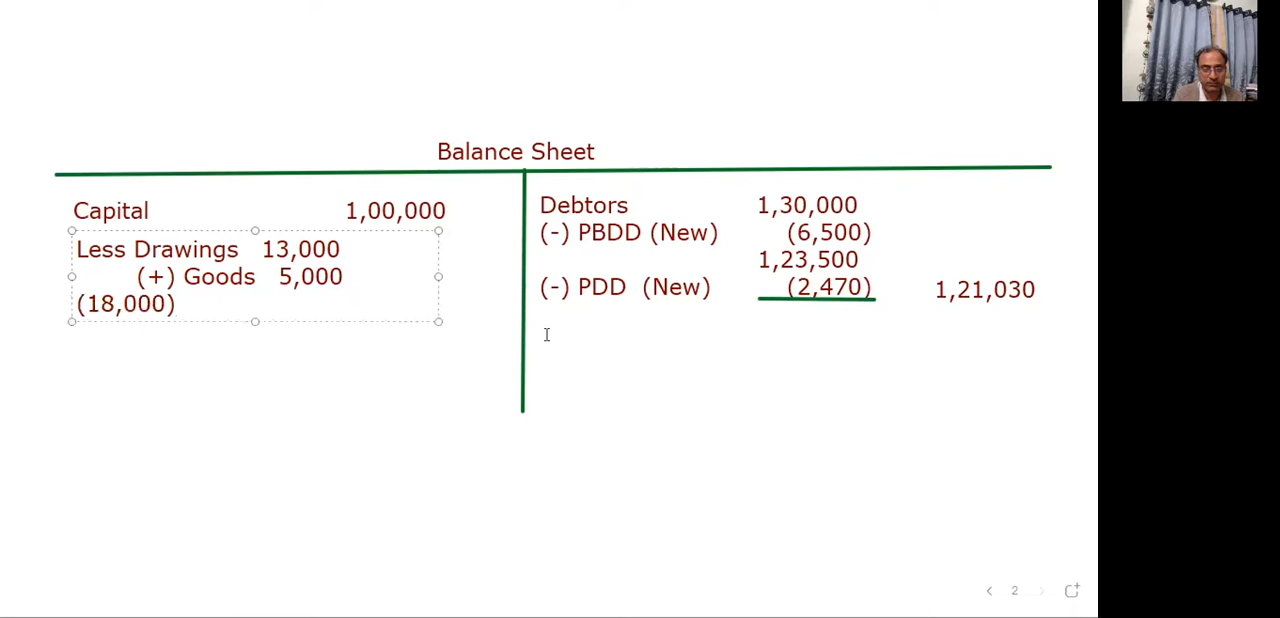 Balance Sheet
Capital 1,00,000
Less Drawings 13,000
(+) Goods 5,000
(18,000)
Debtors 1,30,000
(-) PBDD (New) (6,500)
1,23,500
(-) PDD (New) (2,470) 1,21,030
2